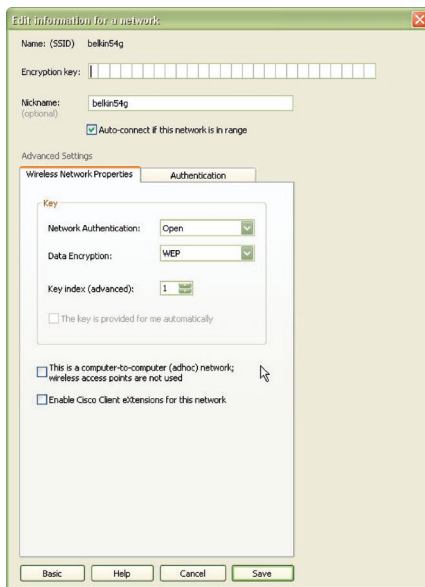 Edit information for a network
Name: (SSID) belkin54g
Encryption key:
Nickname: belkin54g
(optional)
Auto-connect if this network is in range
Advanced Settings
Wireless Network Properties Authentication
Key
Network Authentication: Open
Data Encryption: WEP
Key index (advanced): 1
The key is provided for me automatically
This is a computer-to-computer (adhoc) network;
wireless access points are not used
Enable Cisco Client eXtensions for this network
Basic Help Cancel Save